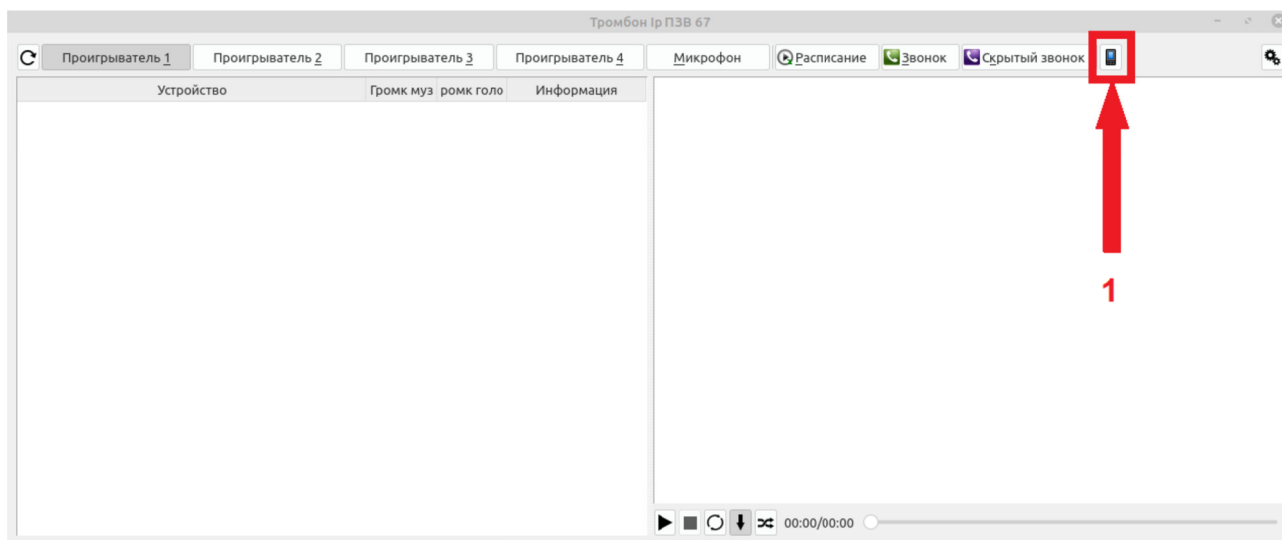 Тромбон Ip ПЗВ 67
Проигрыватель 1 Проигрыватель 2 Проигрыватель 3 Проигрыватель 4 Микрофон Расписание Звонок Скрытый звонок
Устройство Громк муз ромк голо Информация
1
00:00/00:00